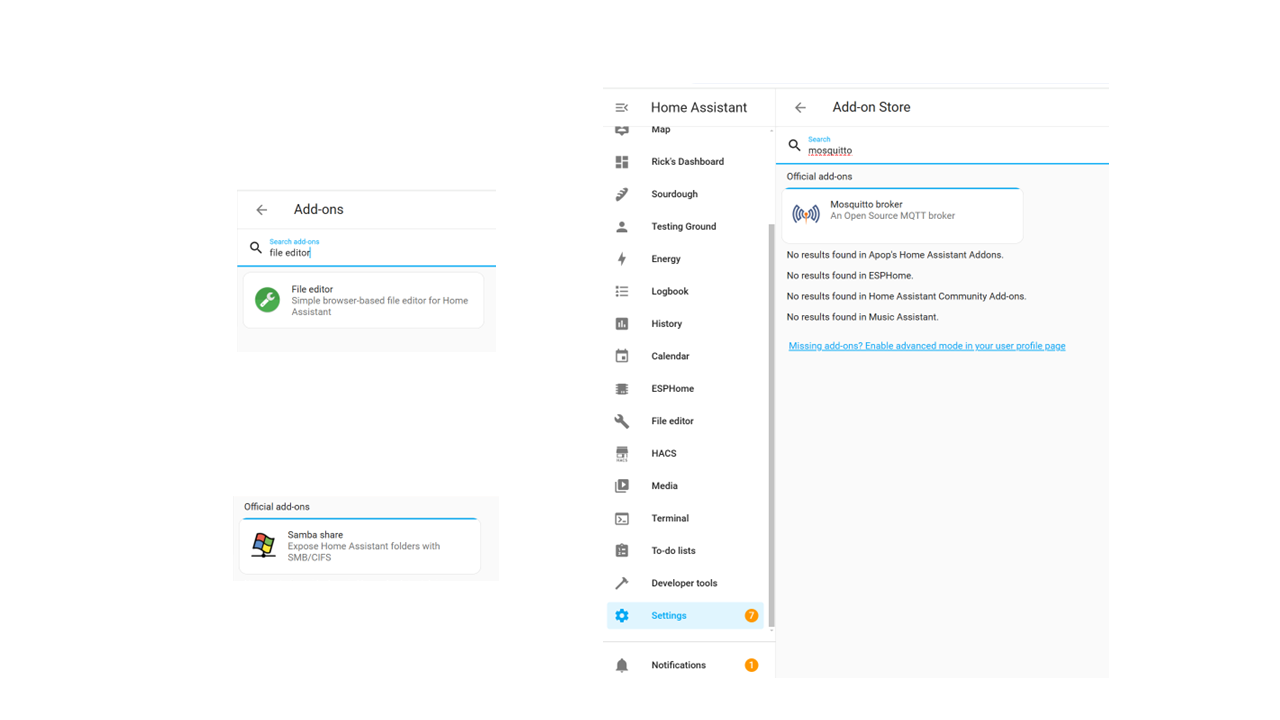 Add-ons
Search add-ons
file editor
File editor
Simple browser-based file editor for Home
Assistant
Official add-ons
Samba share
Expose Home Assistant folders with
SMB/CIFS
Home Assistant
Map
Rick's Dashboard
Sourdough
Testing Ground
Energy
Logbook
History
Calendar
ESPHome
File editor
HACS
HACS
Media
Terminal
To-do lists
Developer tools
Settings 7
Notifications 1
Add-on Store
Search
mosquitto
Official add-ons
Mosquitto broker
An Open Source MQTT broker
No results found in Apop's Home Assistant Addons.
No results found in ESPHome.
No results found in Home Assistant Community Add-ons.
No results found in Music Assistant.
Missing add-ons? Enable advanced mode in your user profile page